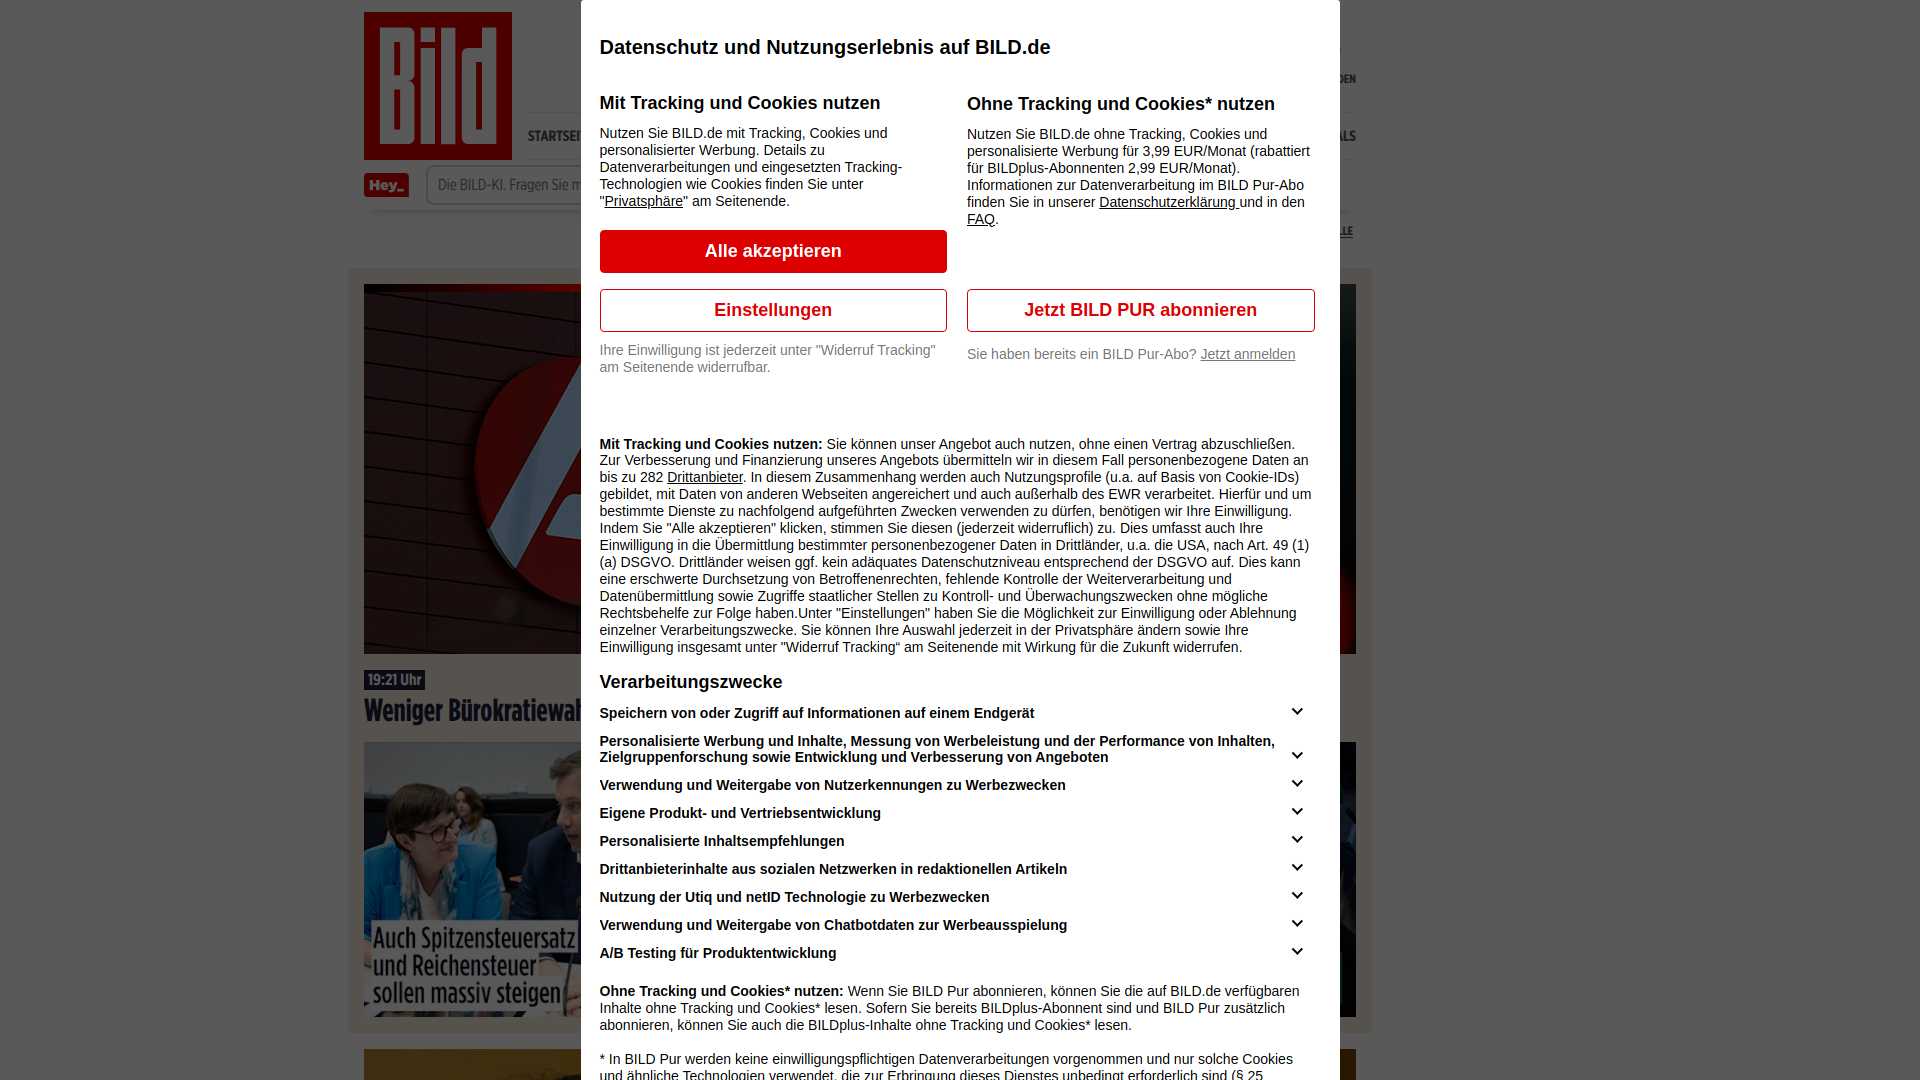 Bild
Datenschutz und Nutzungserlebnis auf BILD.de
Mit Tracking und Cookies nutzen
Nutzen Sie BILD.de mit Tracking, Cookies und
personalisierter Werbung. Details zu
Datenverarbeitungen und eingesetzten Tracking-
Technologien wie Cookies finden Sie unter
"Privatsphäre" am Seitenende.
Alle akzeptieren
Einstellungen
Ihre Einwilligung ist jederzeit unter "Widerruf Tracking"
am Seitenende widerrufbar.
Ohne Tracking und Cookies* nutzen
Nutzen Sie BILD.de ohne Tracking, Cookies und
personalisierte Werbung für 3,99 EUR/Monat (rabattiert
für BILDplus-Abonnenten 2,99 EUR/Monat).
Informationen zur Datenverarbeitung im BILD Pur-Abo
finden Sie in unserer Datenschutzerklärung und in den
FAQ.
Jetzt BILD PUR abonnieren
Sie haben bereits ein BILD Pur-Abo? Jetzt anmelden
Mit Tracking und Cookies nutzen: Sie können unser Angebot auch nutzen, ohne einen Vertrag abzuschließen.
Zur Verbesserung und Finanzierung unseres Angebots übermitteln wir in diesem Fall personenbezogene Daten an
bis zu 282 Drittanbieter. In diesem Zusammenhang werden auch Nutzungsprofile (u.a. auf Basis von Cookie-IDs)
gebildet, mit Daten von anderen Webseiten angereichert und auch außerhalb des EWR verarbeitet. Hierfür und um
bestimmte Dienste zu nachfolgend aufgeführten Zwecken verwenden zu dürfen, benötigen wir Ihre Einwilligung.
Indem Sie "Alle akzeptieren" klicken, stimmen Sie diesen (jederzeit widerruflich) zu. Dies umfasst auch Ihre
Einwilligung in die Übermittlung bestimmter personenbezogener Daten in Drittländer, u.a. die USA, nach Art. 49 (1)
(a) DSGVO. Drittländer weisen ggf. kein adäquates Datenschutzniveau entsprechend der DSGVO auf. Dies kann
eine erschwerte Durchsetzung von Betroffenenrechten, fehlende Kontrolle der Weiterverarbeitung und
Datenübermittlung sowie Zugriffe staatlicher Stellen zu Kontroll- und Überwachungszwecken ohne mögliche
Rechtsbehelfe zur Folge haben.Unter "Einstellungen" haben Sie die Möglichkeit zur Einwilligung oder Ablehnung
einzelner Verarbeitungszwecke. Sie können Ihre Auswahl jederzeit in der Privatsphäre ändern sowie Ihre
Einwilligung insgesamt unter "Widerruf Tracking“ am Seitenende mit Wirkung für die Zukunft widerrufen.
Verarbeitungszwecke
Speichern von oder Zugriff auf Informationen auf einem Endgerät
Personalisierte Werbung und Inhalte, Messung von Werbeleistung und der Performance von Inhalten,
Zielgruppenforschung sowie Entwicklung und Verbesserung von Angeboten
Verwendung und Weitergabe von Nutzerkennungen zu Werbezwecken
Eigene Produkt- und Vertriebsentwicklung
Personalisierte Inhaltsempfehlungen
Drittanbieterinhalte aus sozialen Netzwerken in redaktionellen Artikeln
Nutzung der Utiq und netID Technologie zu Werbezwecken
Verwendung und Weitergabe von Chatbotdaten zur Werbeausspielung
A/B Testing für Produktentwicklung
Ohne Tracking und Cookies* nutzen: Wenn Sie BILD Pur abonnieren, können Sie die auf BILD.de verfügbaren
Inhalte ohne Tracking und Cookies* lesen. Sofern Sie bereits BILDplus-Abonnent sind und BILD Pur zusätzlich
abonnieren, können Sie auch die BILDplus-Inhalte ohne Tracking und Cookies* lesen.
* In BILD Pur werden keine einwilligungspflichtigen Datenverarbeitungen vorgenommen und nur solche Cookies
und ähnliche Technologien verwendet, die zur Erbringung dieses Dienstes unbedingt erforderlich sind (§ 25
STARTSEI
Hey_
Die BILD-KI. Fragen Sie m
19:21 Uhr
Weniger Bürokratiewah
Auch Spitzensteuersatz
und Reichensteuer
sollen massiv steigen
DEN
ALS
LLE